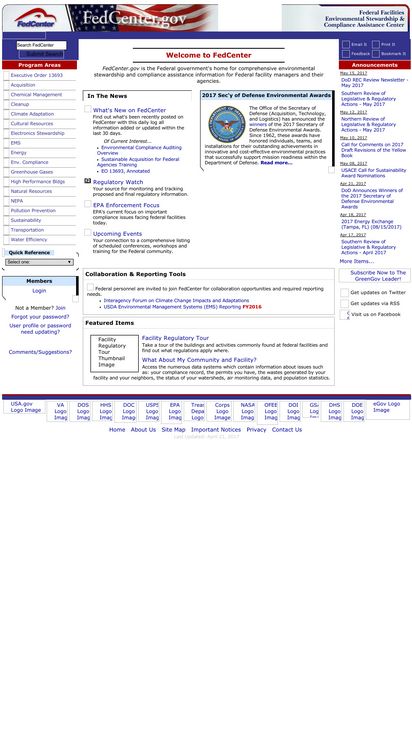 FedCenter
FedCenter.gov
Federal Facilities
Environmental Stewardship &
Compliance Assistance Center
Search FedCenter
Submit Search
Email It
Print It
Feedback
Bookmark It
Program Areas
Executive Order 13693
Acquisition
Chemical Management
Cleanup
Climate Adaptation
Cultural Resources
Electronics Stewardship
EMS
Energy
Env. Compliance
Greenhouse Gases
High Performance Bldgs
Natural Resources
NEPA
Pollution Prevention
Sustainability
Transportation
Water Efficiency
Quick Reference
Select one:
Members
Login
Not a Member? Join
Forgot your password?
User profile or password
need updating?
Comments/Suggestions?
Welcome to FedCenter
FedCenter.gov is the Federal government's home for comprehensive environmental
stewardship and compliance assistance information for Federal facility managers and their
agencies.
In The News
What's New on FedCenter
Find out what's been recently posted on
FedCenter with this daily log all
information added or updated within the
last 30 days.
Of Current Interest...
Environmental Compliance Auditing
Overview
Sustainable Acquisition for Federal
Agencies Training
EO 13693, Annotated
Regulatory Watch
Your source for monitoring and tracking
proposed and final regulatory information.
EPA Enforcement Focus
EPA's current focus on important
compliance issues facing federal facilities
today.
Upcoming Events
Your connection to a comprehensive listing
of scheduled conferences, workshops and
training for the Federal community.
2017 Sec'y of Defense Environmental Awards
The Office of the Secretary
of Defense (Acquisition, Technology,
and Logistics) has announced the
winners of the 2017 Secretary of
Defense Environmental Awards.
Since 1962, these awards have
honored individuals, teams, and
installations for their outstanding achievements in
innovative and cost-effective environmental practices
that successfully support mission readiness within the
Department of Defense. Read more...
Collaboration & Reporting Tools
Federal personnel are invited to join FedCenter for collaboration opportunities and required reporting
needs.
Interagency Forum on Climate Change Impacts and Adaptations
USDA Environmental Management Systems (EMS) Reporting FY2016
Featured Items
Facility
Regulatory
Tour
Thumbnail
Image
Facility Regulatory Tour
Take a tour of the buildings and activities commonly found at federal facilities and
find out what regulations apply where.
What About My Community and Facility?
Access the numerous data systems which contain information about issues such
as: your compliance record, the permits you have, the wastes generated by your
facility and your neighbors, the status of your watersheds, air monitoring data, and population statistics.
Announcements
May 15, 2017
DoD REC Review Newsletter -
May 2017
Southern Review of
Legislative & Regulatory
Actions - May 2017
May 12, 2017
Northern Review of
Legislative & Regulatory
Actions - May 2017
May 10, 2017
Call for Comments on 2017
Draft Revisions of the Yellow
Book
May 08, 2017
USACE Call for Sustainability
Award Nominations
Apr 21, 2017
DoD Announces Winners of
the 2017 Secretary of
Defense Environmental
Awards
Apr 18, 2017
2017 Energy Exchange
(Tampa, FL) (08/15/2017)
Apr 17, 2017
Southern Review of
Legislative & Regulatory
Actions - April 2017
More Items...
Subscribe Now to The
GreenGov Leader!
Get updates on Twitter
Get updates via RSS
Visit us on Facebook
USA.gov
Logo Image
VA
Logo
Imag
DOS
Logo
Imag
HHS
Logo
Imag
DOC
Logo
Imag
USPS
Logo
Imag
EPA
Logo
Imag
Treas
Depa
Logo
Corps
Logo
Imag
NASA
Logo
Imag
OFEE
Logo
Imag
DOI
Logo
Imag
GSA
Log
DHS
Logo
Imag
DOE
Logo
Imag
eGov Logo
Image
Home About Us Site Map Important Notices Privacy Contact Us
Last Updated: April 21, 2017